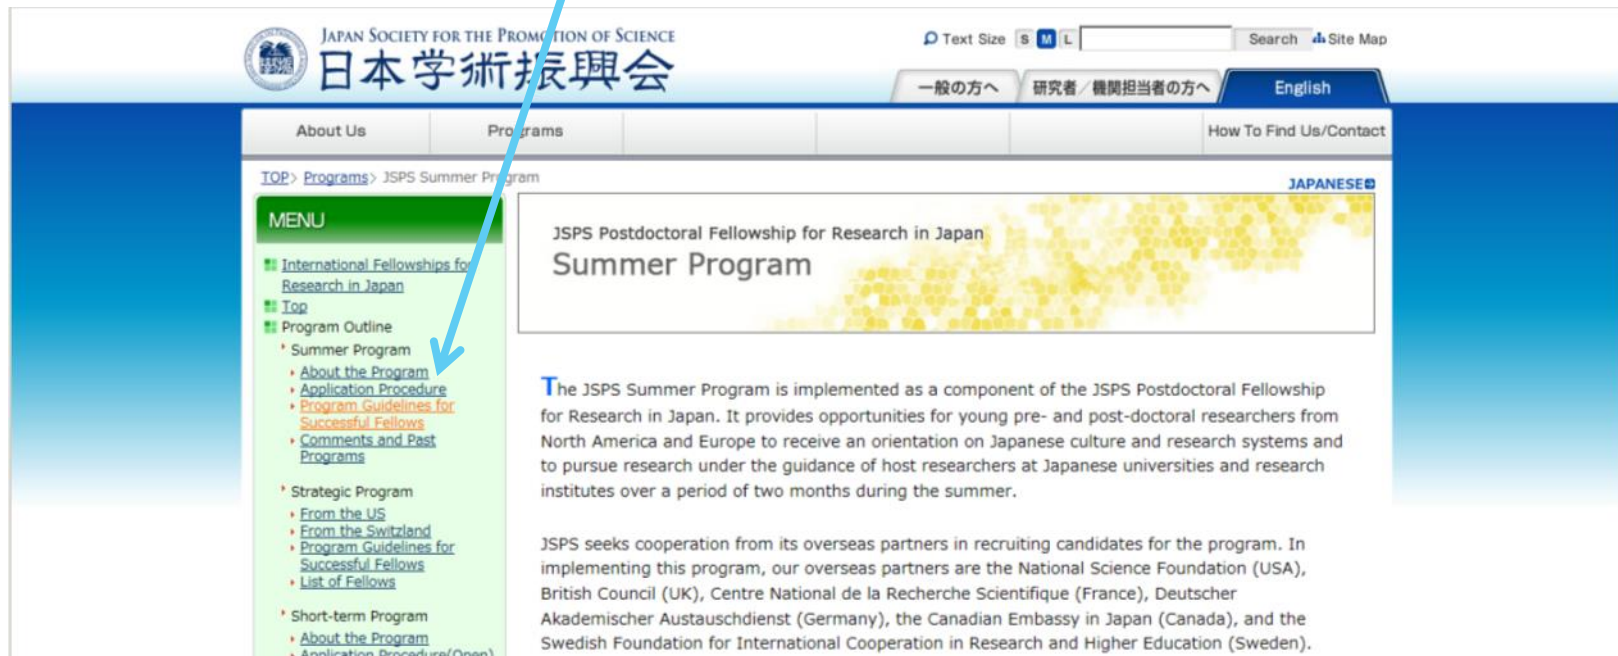 JAPAN SOCIETY FOR THE PROMOTION OF SCIENCE
日本学術振興会
Text Size S M L Search Site Map
一般の方へ 研究者／機関担当者の方へ English
About Us Programs How To Find Us/Contact
TOP> Programs> JSPS Summer Program
JAPANESE
MENU
International Fellowships for
Research in Japan
Top
Program Outline
Summer Program
About the Program
Application Procedure
Program Guidelines for
Successful Fellows
Comments and Past
Programs
Strategic Program
From the US
From the Switzland
Program Guidelines for
Successful Fellows
List of Fellows
Short-term Program
About the Program
Application Procedure(Open)
JSPS Postdoctoral Fellowship for Research in Japan
Summer Program
The JSPS Summer Program is implemented as a component of the JSPS Postdoctoral Fellowship
for Research in Japan. It provides opportunities for young pre- and post-doctoral researchers from
North America and Europe to receive an orientation on Japanese culture and research systems and
to pursue research under the guidance of host researchers at Japanese universities and research
institutes over a period of two months during the summer.
JSPS seeks cooperation from its overseas partners in recruiting candidates for the program. In
implementing this program, our overseas partners are the National Science Foundation (USA),
British Council (UK), Centre National de la Recherche Scientifique (France), Deutscher
Akademischer Austauschdienst (Germany), the Canadian Embassy in Japan (Canada), and the
Swedish Foundation for International Cooperation in Research and Higher Education (Sweden).